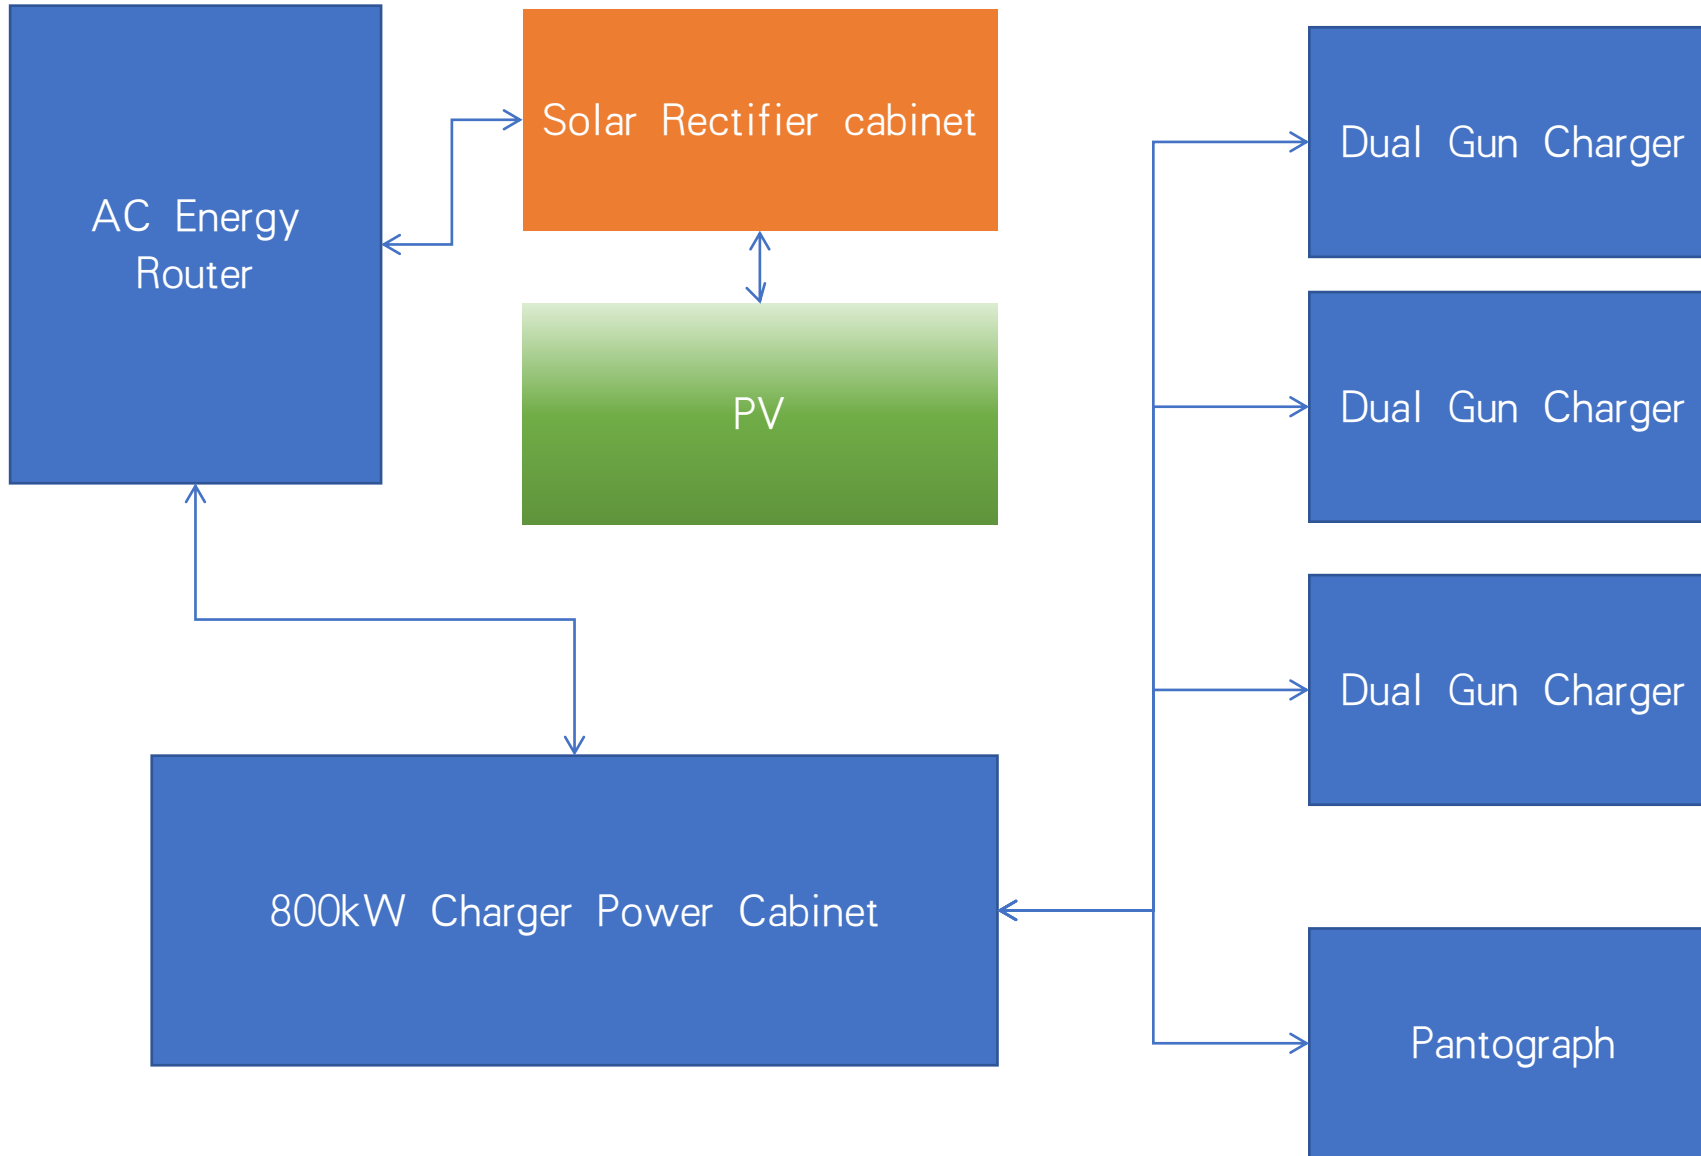 AC Energy
Router
Solar Rectifier cabinet
PV
800kW Charger Power Cabinet
Dual Gun Charger
Dual Gun Charger
Dual Gun Charger
Pantograph